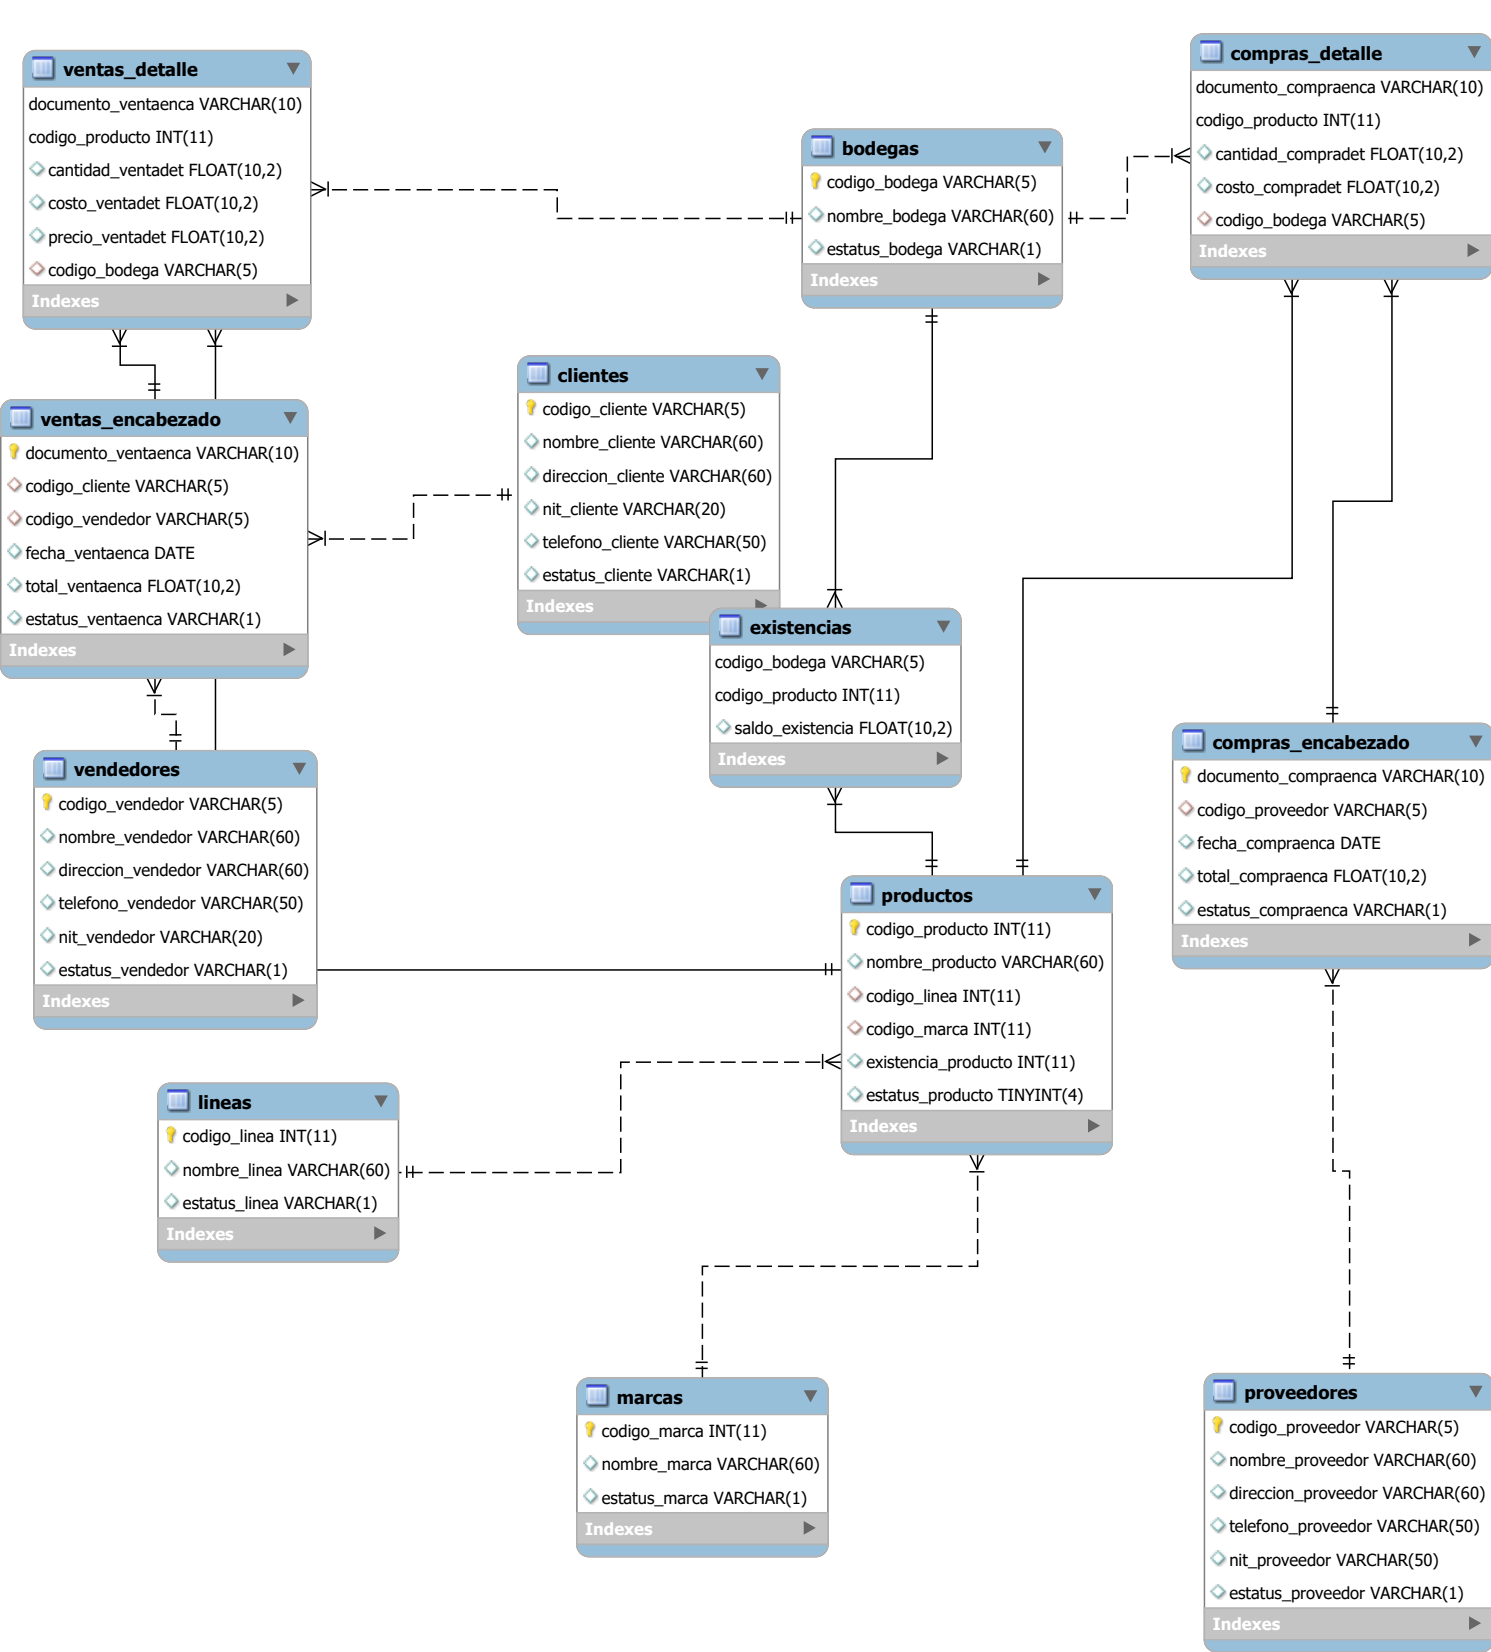 ventas_detalle
documento_ventaenca VARCHAR(10)
codigo_producto INT(11)
cantidad_ventadet FLOAT(10,2)
costo_ventadet FLOAT(10,2)
precio_ventadet FLOAT(10,2)
codigo_bodega VARCHAR(5)
Indexes
compras_detalle
documento_compraenca VARCHAR(10)
codigo_producto INT(11)
cantidad_compradet FLOAT(10,2)
costo_compradet FLOAT(10,2)
codigo_bodega VARCHAR(5)
Indexes
bodegas
codigo_bodega VARCHAR(5)
nombre_bodega VARCHAR(60)
estatus_bodega VARCHAR(1)
Indexes
clientes
codigo_cliente VARCHAR(5)
nombre_cliente VARCHAR(60)
direccion_cliente VARCHAR(60)
nit_cliente VARCHAR(20)
telefono_cliente VARCHAR(50)
estatus_cliente VARCHAR(1)
Indexes
ventas_encabezado
documento_ventaenca VARCHAR(10)
codigo_cliente VARCHAR(5)
codigo_vendedor VARCHAR(5)
fecha_ventaenca DATE
total_ventaenca FLOAT(10,2)
estatus_ventaenca VARCHAR(1)
Indexes
existencias
codigo_bodega VARCHAR(5)
codigo_producto INT(11)
saldo_existencia FLOAT(10,2)
Indexes
compras_encabezado
documento_compraenca VARCHAR(10)
codigo_proveedor VARCHAR(5)
fecha_compraenca DATE
total_compraenca FLOAT(10,2)
estatus_compraenca VARCHAR(1)
Indexes
vendedores
codigo_vendedor VARCHAR(5)
nombre_vendedor VARCHAR(60)
direccion_vendedor VARCHAR(60)
telefono_vendedor VARCHAR(50)
nit_vendedor VARCHAR(20)
estatus_vendedor VARCHAR(1)
Indexes
productos
codigo_producto INT(11)
nombre_producto VARCHAR(60)
codigo_linea INT(11)
codigo_marca INT(11)
existencia_producto INT(11)
estatus_producto TINYINT(4)
Indexes
lineas
codigo_linea INT(11)
nombre_linea VARCHAR(60)
estatus_linea VARCHAR(1)
Indexes
marcas
codigo_marca INT(11)
nombre_marca VARCHAR(60)
estatus_marca VARCHAR(1)
Indexes
proveedores
codigo_proveedor VARCHAR(5)
nombre_proveedor VARCHAR(60)
direccion_proveedor VARCHAR(60)
telefono_proveedor VARCHAR(50)
nit_proveedor VARCHAR(50)
estatus_proveedor VARCHAR(1)
Indexes